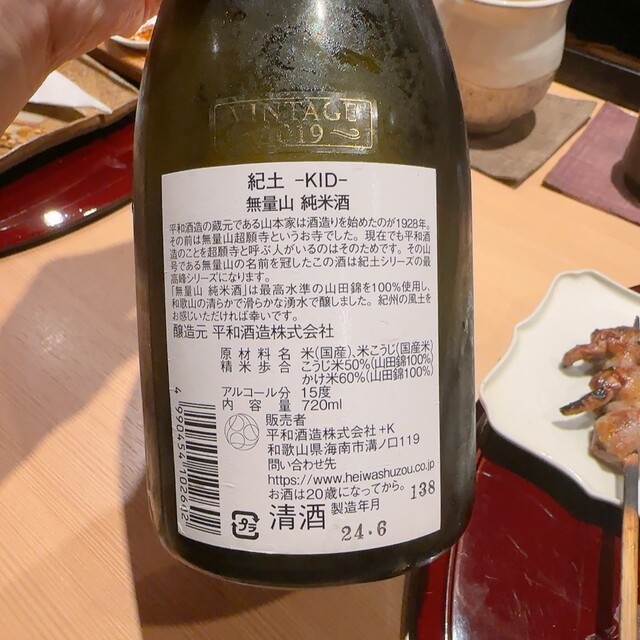 VINTAGE
2019
紀土 -KID-
無量山 純米酒
平和酒造の蔵元である山本家は酒造りを始めたのが1928年。
その前は無量山超願寺というお寺でした。現在でも平和酒
造のことを超願寺と呼ぶ人がいるのはそのためです。その山
号である無量山の名前を冠したこの酒は紀土シリーズの最
高峰シリーズになります。
「無量山 純米酒」は最高水準の山田錦を100%使用し、
和歌山の清らかで滑らかな湧水で醸しました。紀州の風土を
お感じいただければ幸いです。
醸造元 平和酒造株式会社
原材料名 米(国産)、米こうじ(国産米)
精米歩合 こうじ米50%(山田錦100%)
かけ米60%(山田錦100%)
アルコール分 15度
内容量 720ml
販売者
平和酒造株式会社+K
和歌山県海南市溝ノ口119
問い合わせ先
https://www.heiwashuzou.co.jp
お酒は20歳になってから。 138
プラ 清酒 製造年月
24.6
4990454102642